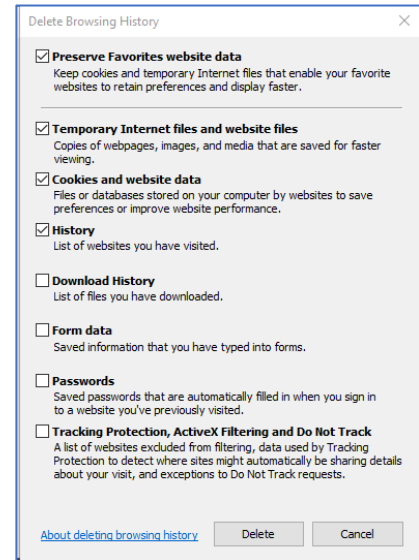 Delete Browsing History
Preserve Favorites website data
Keep cookies and temporary Internet files that enable your favorite
websites to retain preferences and display faster.
Temporary Internet files and website files
Copies of webpages, images, and media that are saved for faster
viewing.
Cookies and website data
Files or databases stored on your computer by websites to save
preferences or improve website performance.
History
List of websites you have visited.
Download History
List of files you have downloaded.
Form data
Saved information that you have typed into forms.
Passwords
Saved passwords that are automatically filled in when you sign in
to a website you've previously visited.
Tracking Protection, ActiveX Filtering and Do Not Track
A list of websites excluded from filtering, data used by Tracking
Protection to detect where sites might automatically be sharing details
about your visit, and exceptions to Do Not Track requests.
About deleting browsing history Delete Cancel